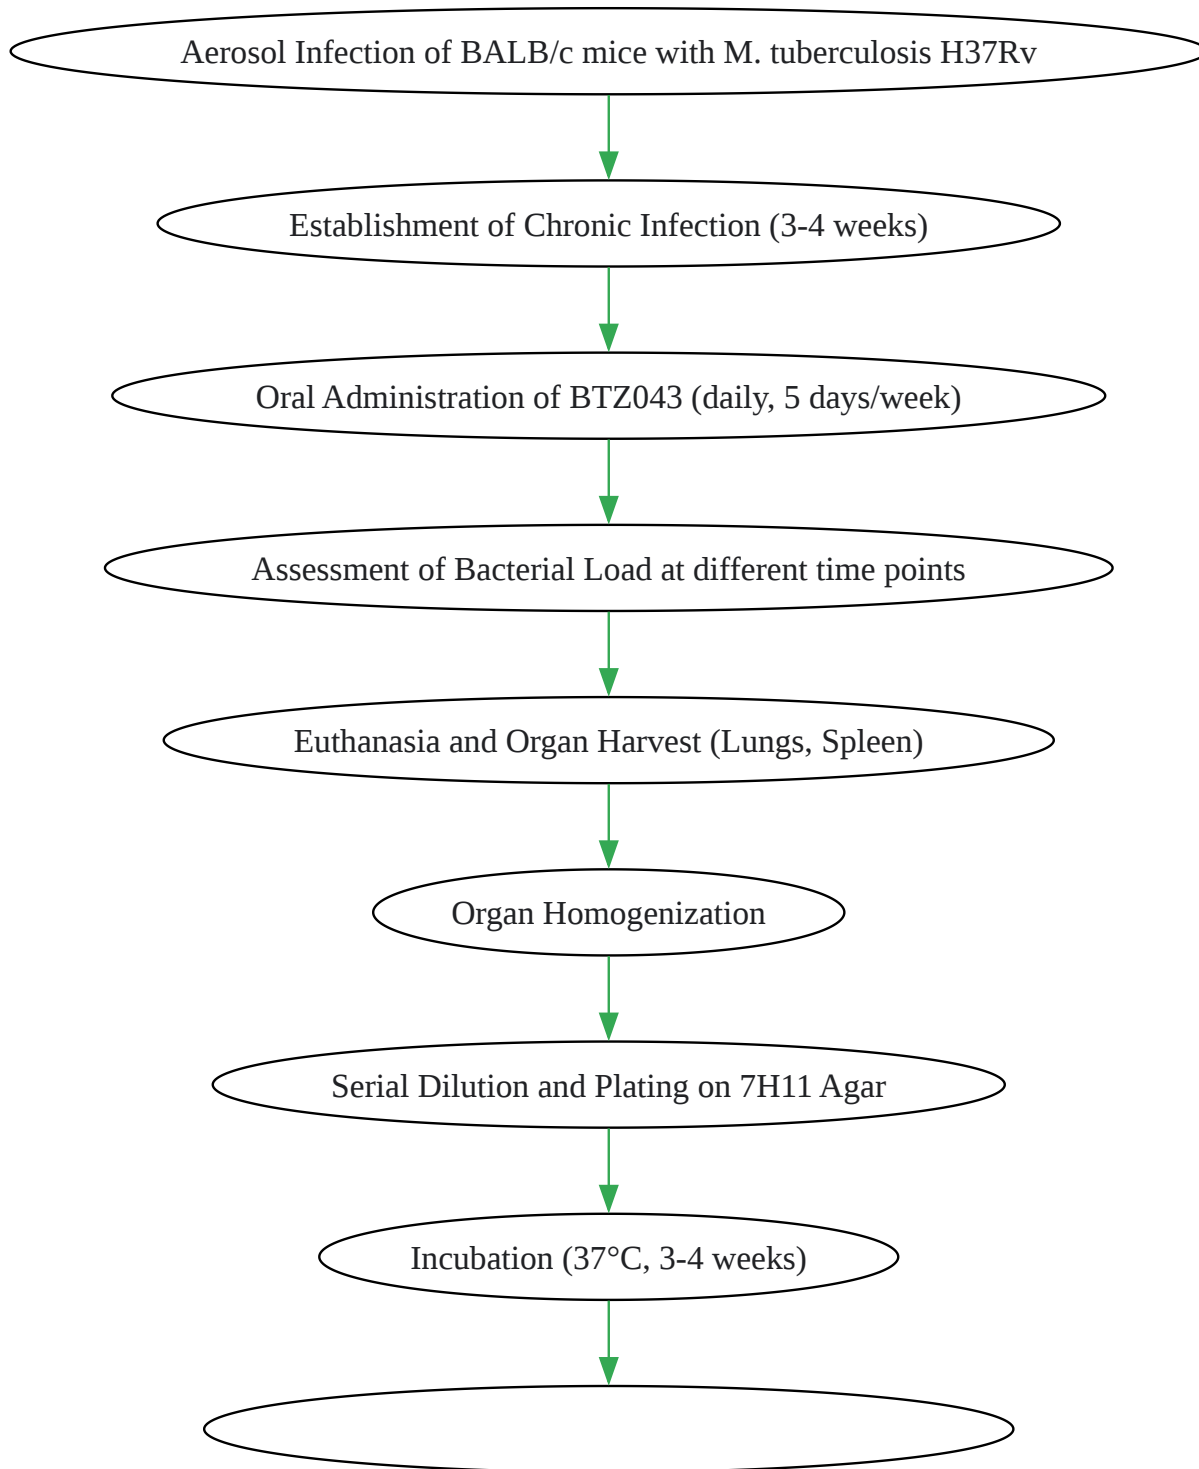 Aerosol Infection of BALB/c mice with M. tuberculosis H37Rv
Establishment of Chronic Infection (3-4 weeks)
Oral Administration of BTZ043 (daily, 5 days/week)
Assessment of Bacterial Load at different time points
Euthanasia and Organ Harvest (Lungs, Spleen)
Organ Homogenization
Serial Dilution and Plating on 7H11 Agar
Incubation (37°C, 3-4 weeks)